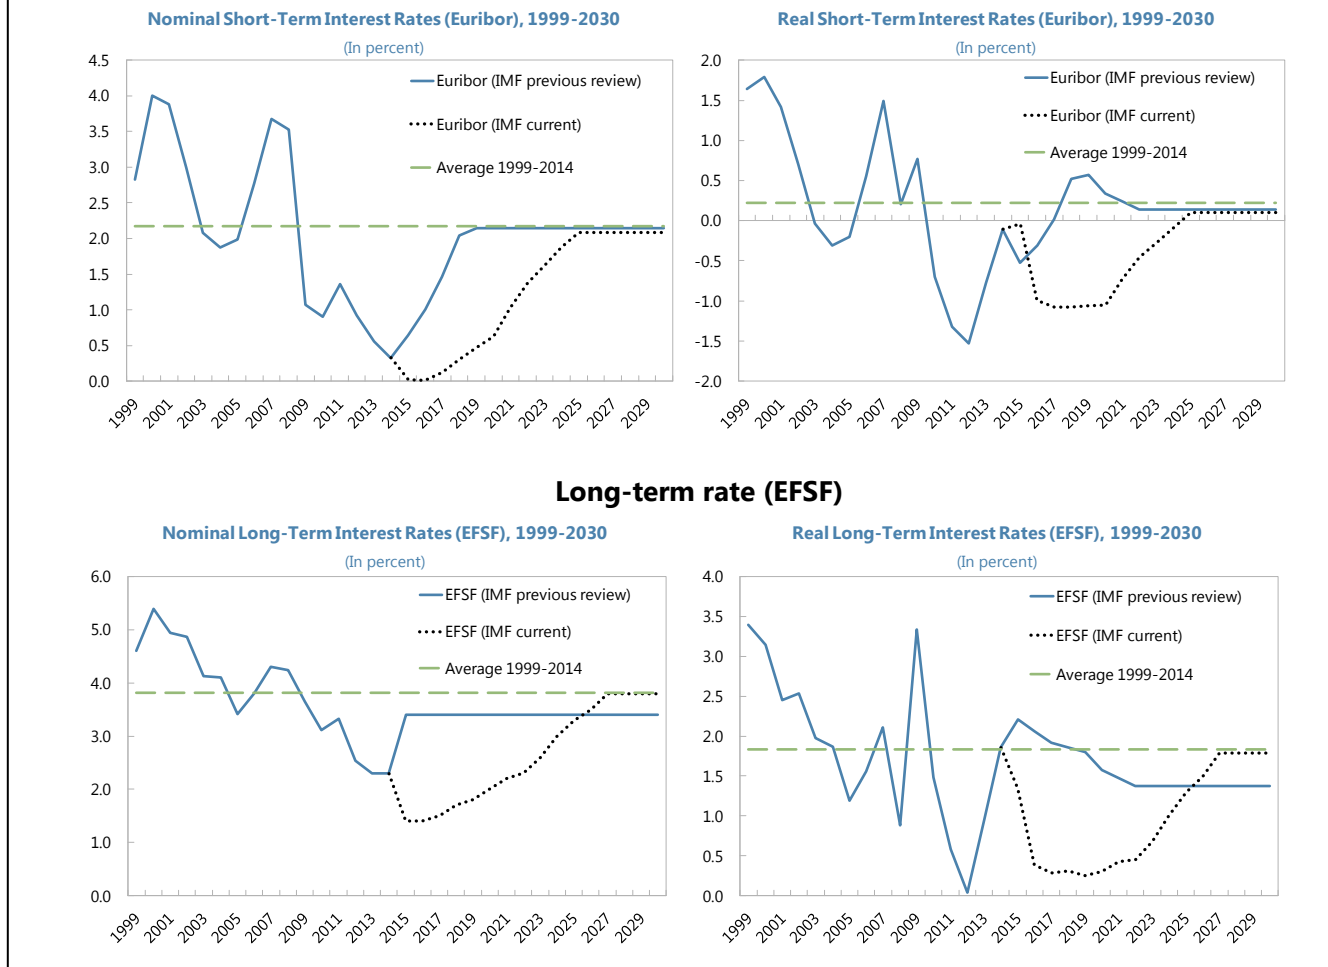 Nominal Short-Term Interest Rates (Euribor), 1999-2030
(In percent)
4.5
4.0
3.5
3.0
2.5
2.0
1.5
1.0
0.5
0.0
Euribor (IMF previous review)
Euribor (IMF current)
Average 1999-2014
1999 2001 2003 2005 2007 2009 2011 2013 2015 2017 2019 2021 2023 2025 2027 2029
Real Short-Term Interest Rates (Euribor), 1999-2030
(In percent)
2.0
1.5
1.0
0.5
0.0
-0.5
-1.0
-1.5
-2.0
Euribor (IMF previous review)
Euribor (IMF current)
Average 1999-2014
1999 2001 2003 2005 2007 2009 2011 2013 2015 2017 2019 2021 2023 2025 2027 2029
Long-term rate (EFSF)
Nominal Long-Term Interest Rates (EFSF), 1999-2030
(In percent)
6.0
5.0
4.0
3.0
2.0
1.0
0.0
EFSF (IMF previous review)
EFSF (IMF current)
Average 1999-2014
1999 2001 2003 2005 2007 2009 2011 2013 2015 2017 2019 2021 2023 2025 2027 2029
Real Long-Term Interest Rates (EFSF), 1999-2030
(In percent)
4.0
3.5
3.0
2.5
2.0
1.5
1.0
0.5
0.0
EFSF (IMF previous review)
EFSF (IMF current)
Average 1999-2014
1999 2001 2003 2005 2007 2009 2011 2013 2015 2017 2019 2021 2023 2025 2027 2029